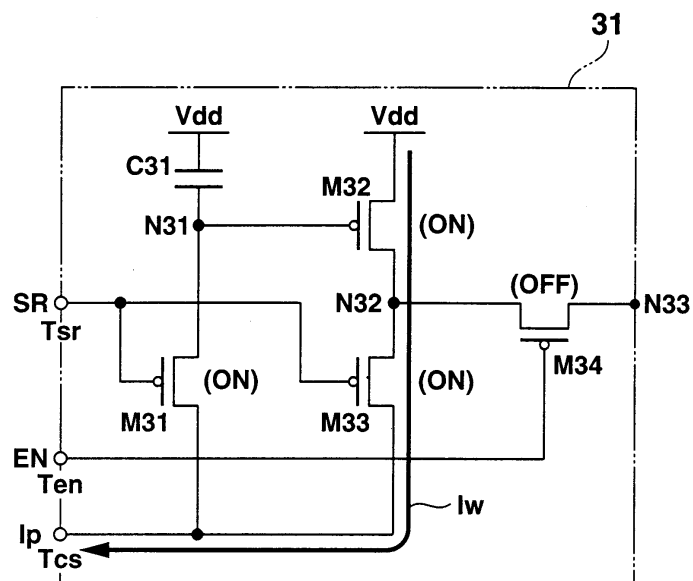 31
Vdd
Vdd
C31
M32
N31
(ON)
(OFF)
SR
N32
N33
Tsr
M34
(ON)
(ON)
M31
M33
EN
Ten
Iw
Ip
Tcs